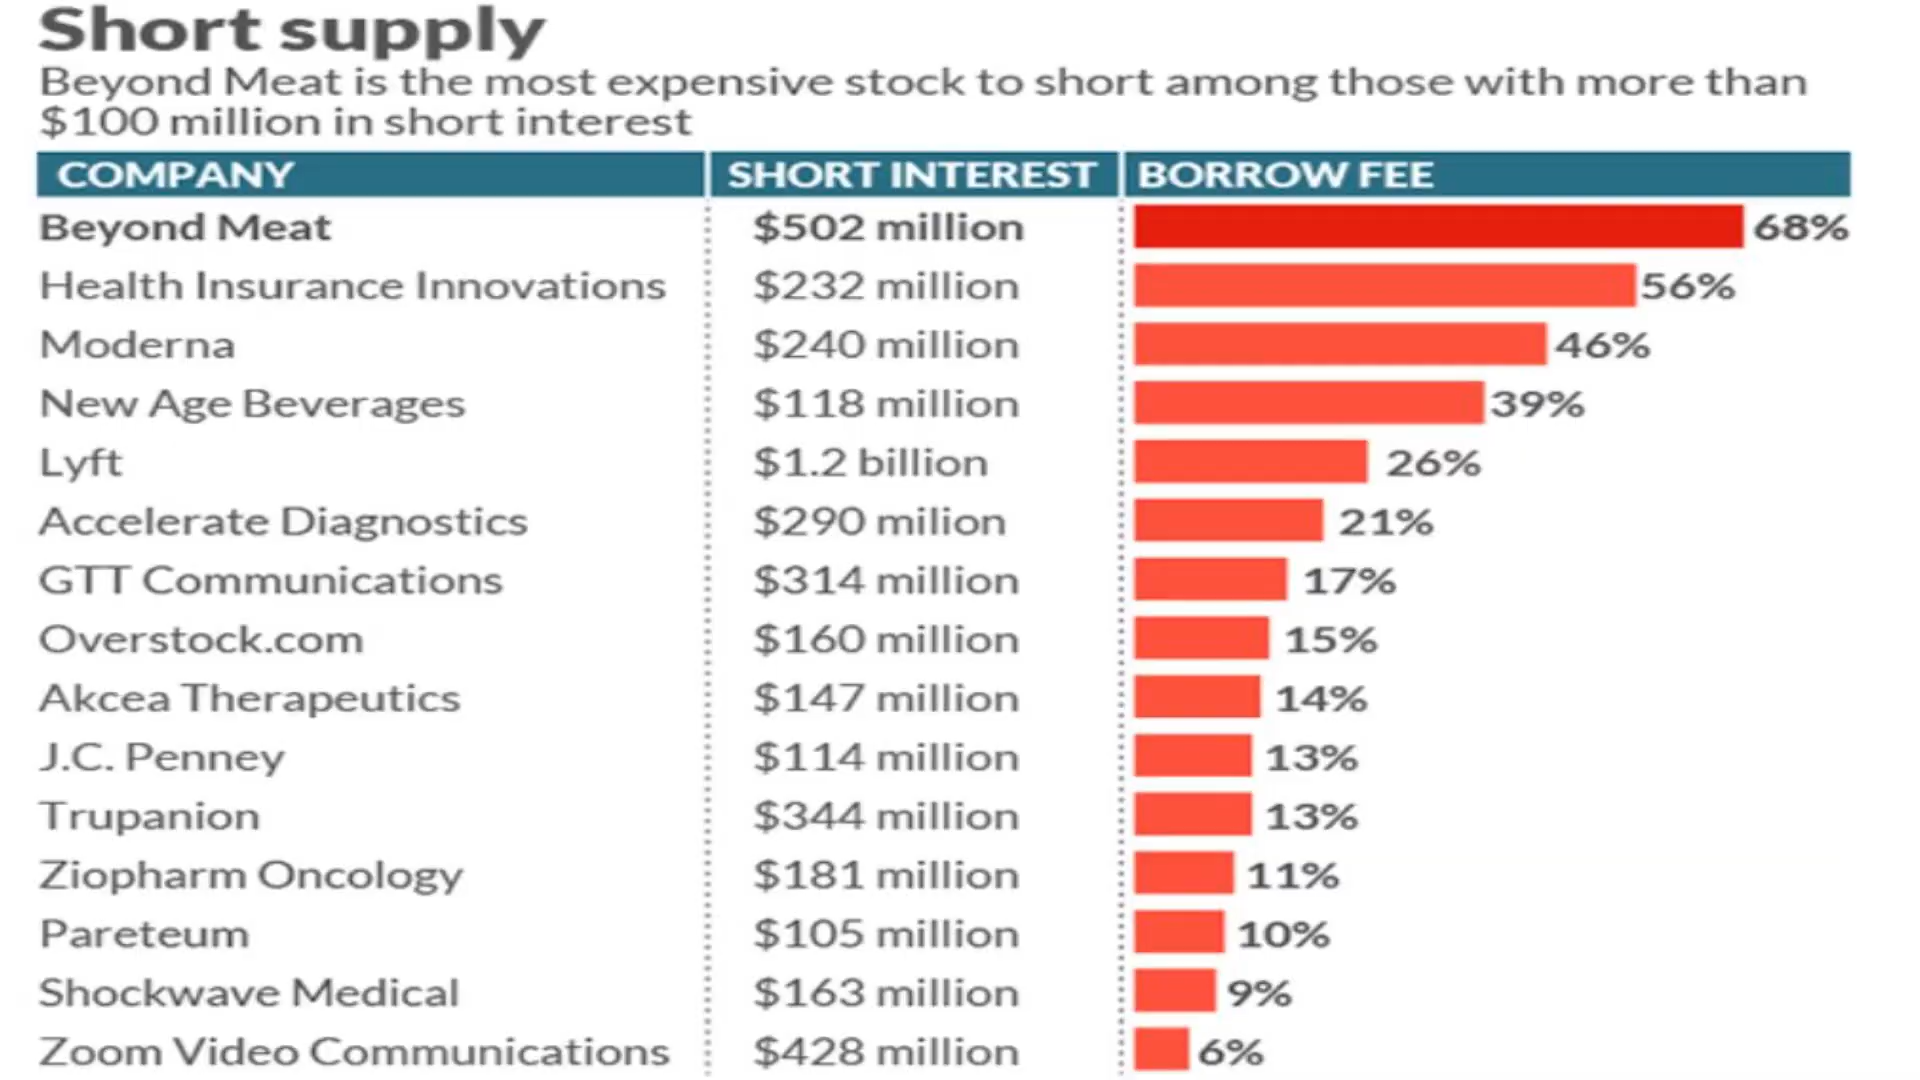 Short supply
Beyond Meat is the most expensive stock to short among those with more than
$100 million in short interest
COMPANY SHORT INTEREST BORROW FEE
Beyond Meat $502 million 68%
Health Insurance Innovations $232 million 56%
Moderna $240 million 46%
New Age Beverages $118 million 39%
Lyft $1.2 billion 26%
Accelerate Diagnostics $290 milion 21%
GTT Communications $314 million 17%
Overstock.com $160 million 15%
Akcea Therapeutics $147 million 14%
J.C. Penney $114 million 13%
Trupanion $344 million 13%
Ziopharm Oncology $181 million 11%
Pareteum $105 million 10%
Shockwave Medical $163 million 9%
Zoom Video Communications $428 million 6%